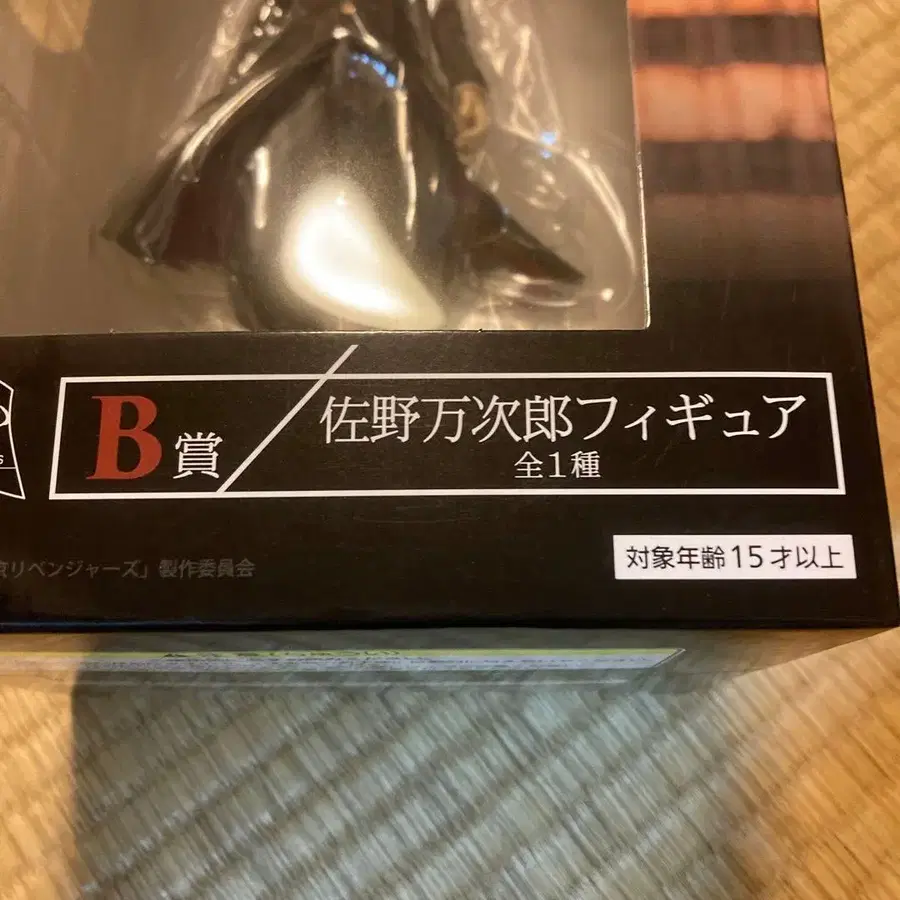 B賞
佐野万次郎フィギュア
全1種
リベンジャーズ」製作委員会
対象年齢15才以上